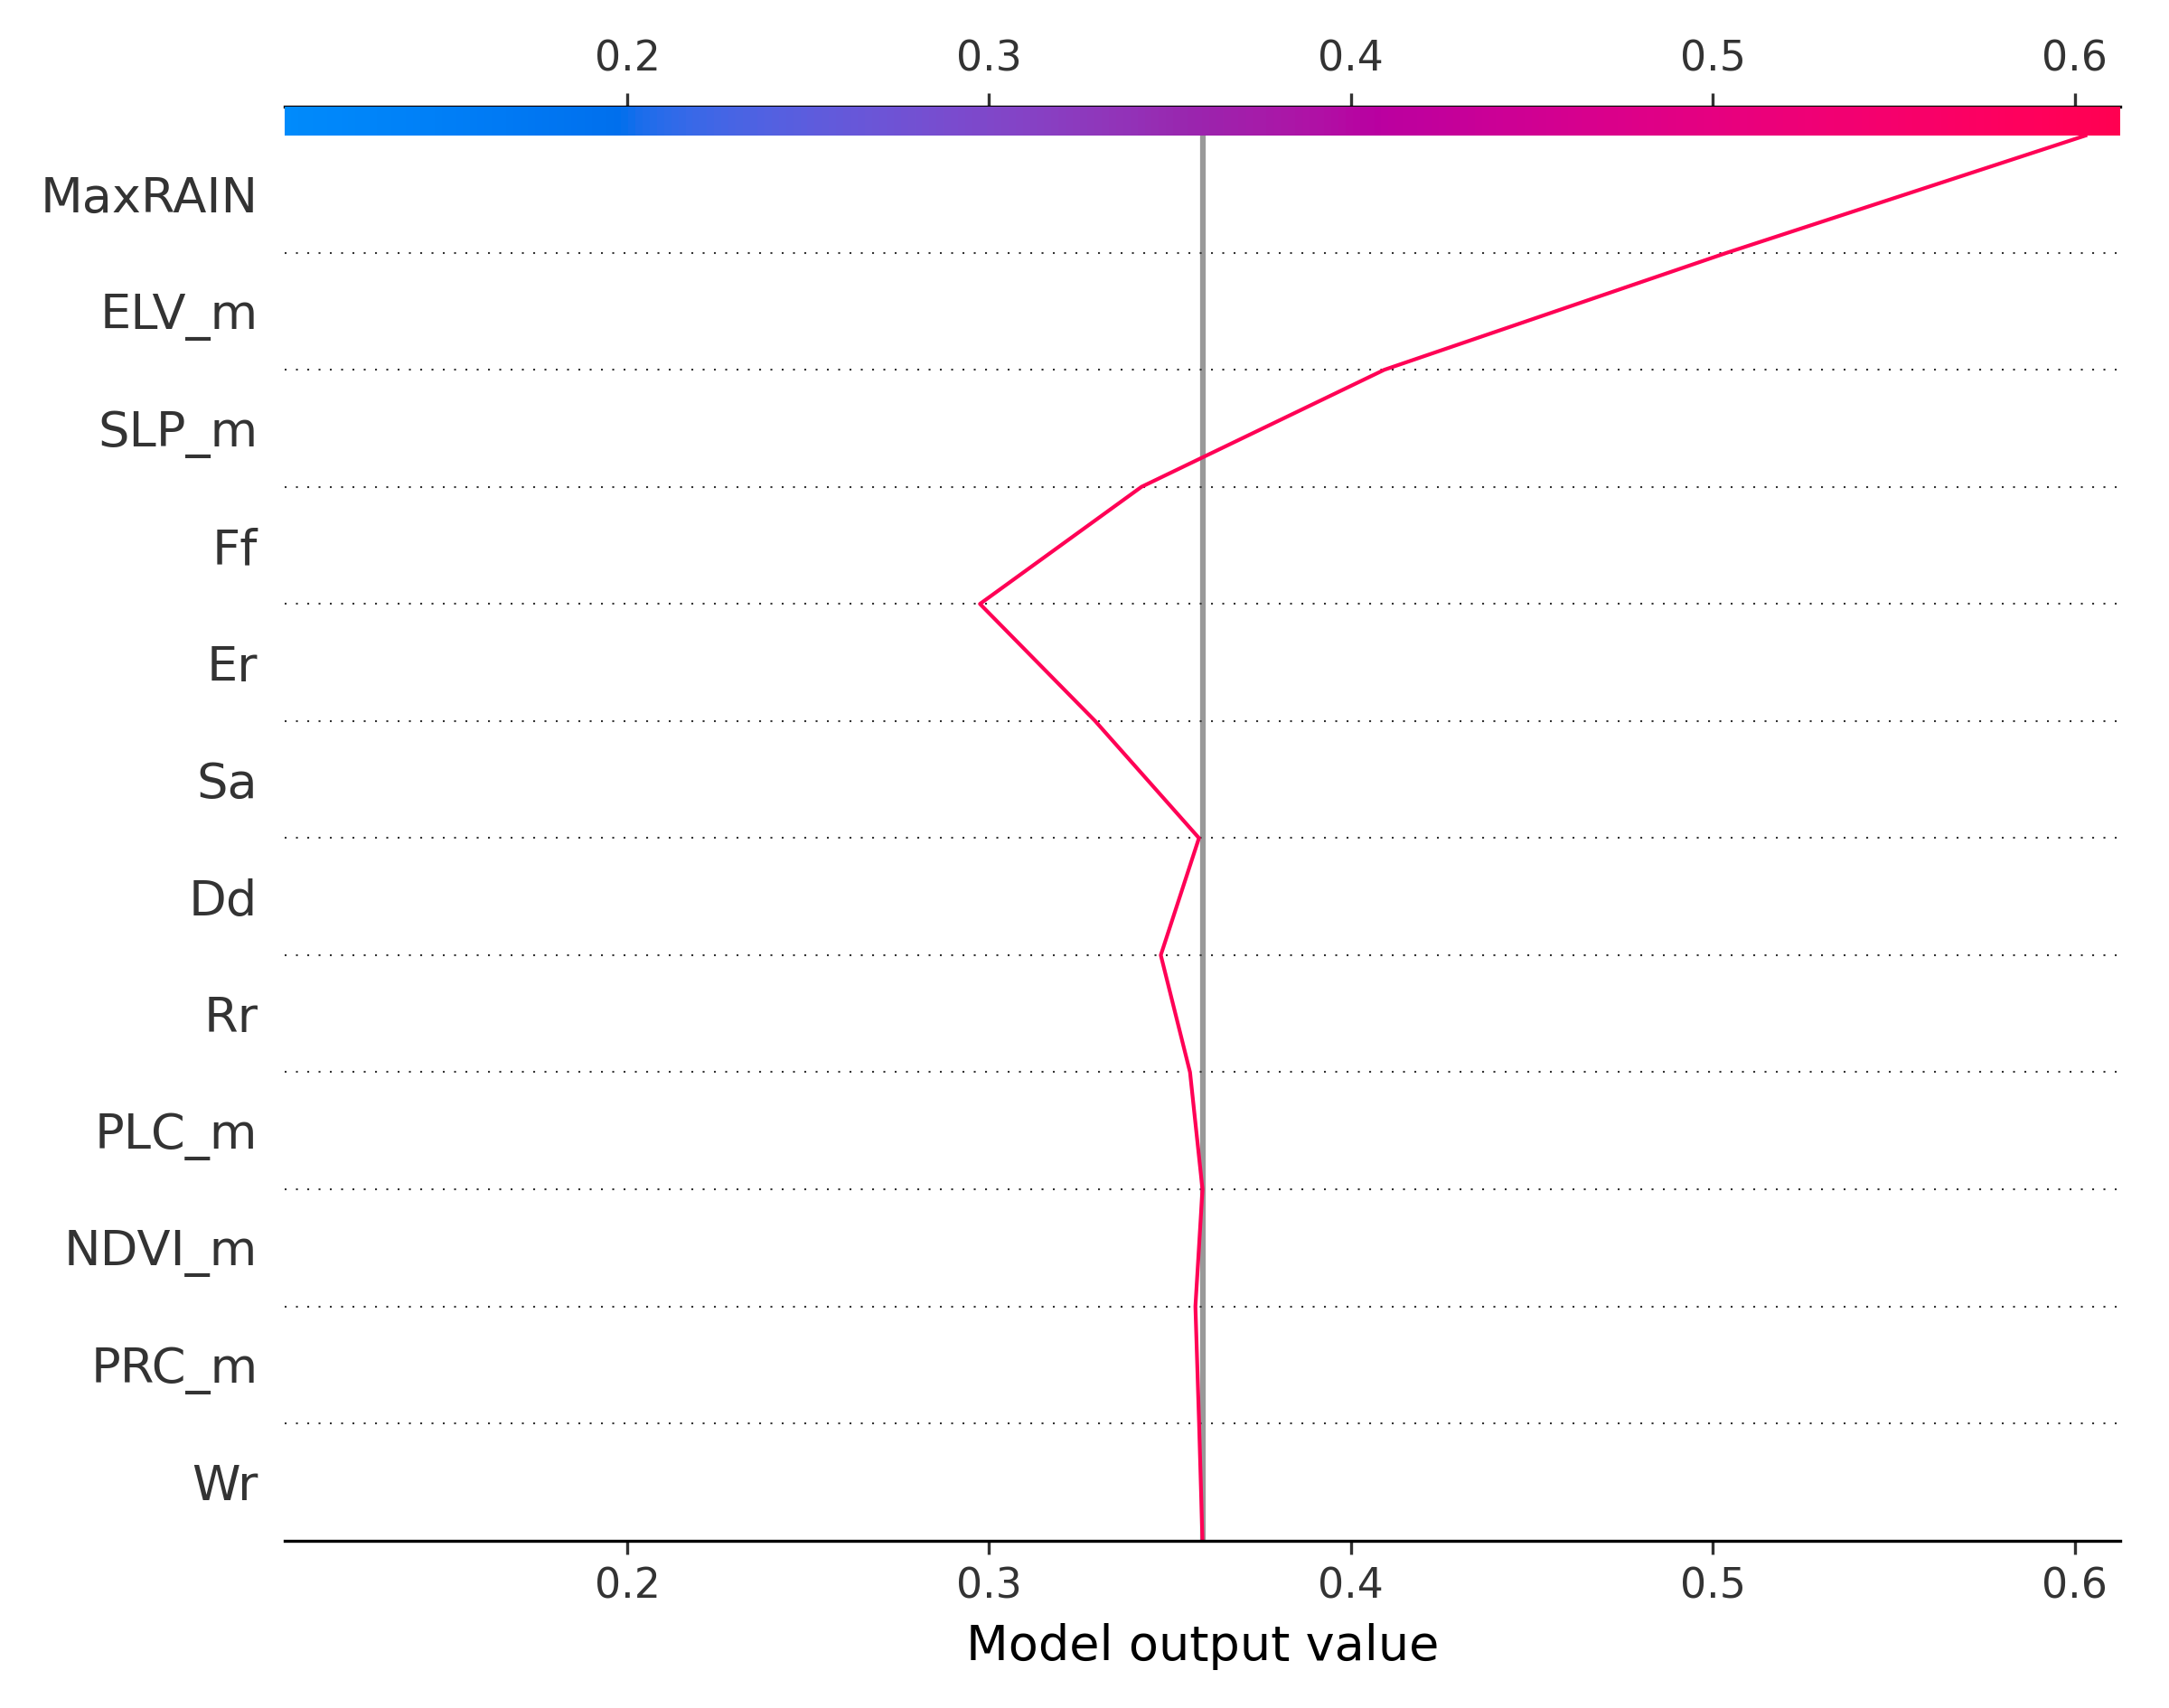 0.2 0.3 0.4 0.5 0.6
MaxRAIN
ELV_m
SLP_m
Ff
Er
Sa
Dd
Rr
PLC_m
NDVI_m
PRC_m
Wr
0.2 0.3 0.4 0.5 0.6
Model output value